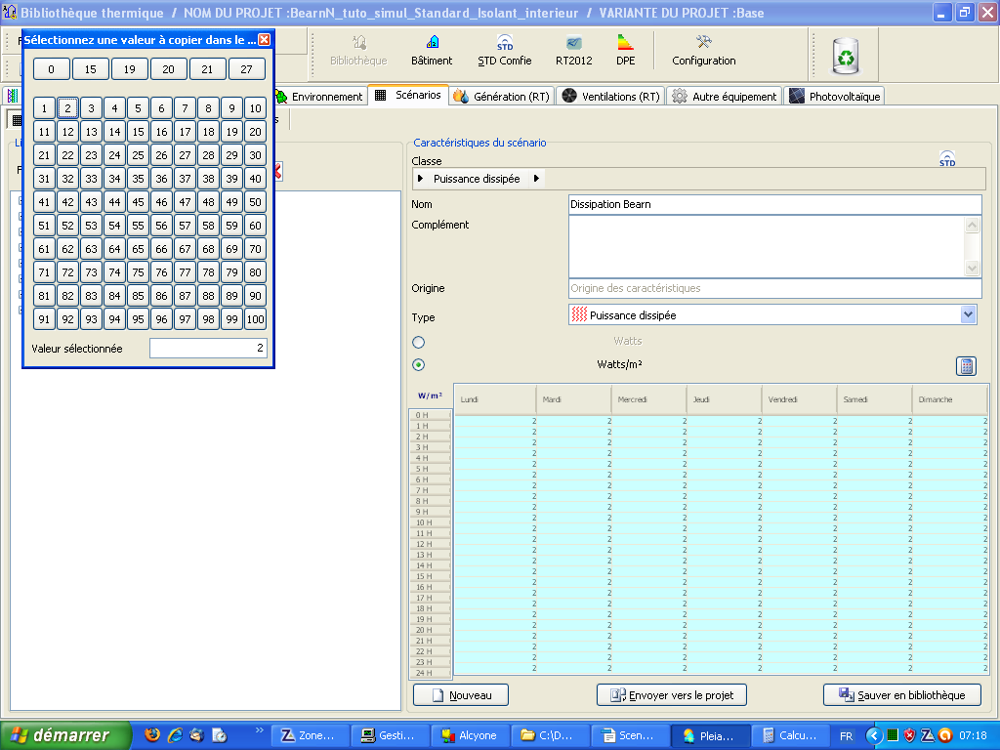 Bibliothèque thermique / NOM DU PROJET :BearnN_tuto_simul_Standard_Isolant_interieur / VARIANTE DU PROJET :Base
Sélectionnez une valeur à copier dans le ...
0 15 19 20 21 27
1 2 3 4 5 6 7 8 9 10
11 12 13 14 15 16 17 18 19 20
21 22 23 24 25 26 27 28 29 30
31 32 33 34 35 36 37 38 39 40
41 42 43 44 45 46 47 48 49 50
51 52 53 54 55 56 57 58 59 60
61 62 63 64 65 66 67 68 69 70
71 72 73 74 75 76 77 78 79 80
81 82 83 84 85 86 87 88 89 90
91 92 93 94 95 96 97 98 99 100
Valeur sélectionnée 2
Bibliothèque Bâtiment STD Comfie RT2012 DPE Configuration
Environnement Scénarios Génération (RT) Ventilations (RT) Autre équipement Photovoltaïque
Caractéristiques du scénario
Classe
STD
Puissance dissipée
Nom Dissipation Bearn
Complément
Origine Origine des caractéristiques
Type Puissance dissipée
Watts
Watts/m²
W/m² Lundi Mardi Mercredi Jeudi Vendredi Samedi Dimanche
0 H 2 2 2 2 2 2 2
1 H 2 2 2 2 2 2 2
2 H 2 2 2 2 2 2 2
3 H 2 2 2 2 2 2 2
4 H 2 2 2 2 2 2 2
5 H 2 2 2 2 2 2 2
6 H 2 2 2 2 2 2 2
7 H 2 2 2 2 2 2 2
8 H 2 2 2 2 2 2 2
9 H 2 2 2 2 2 2 2
10 H 2 2 2 2 2 2 2
11 H 2 2 2 2 2 2 2
12 H 2 2 2 2 2 2 2
13 H 2 2 2 2 2 2 2
14 H 2 2 2 2 2 2 2
15 H 2 2 2 2 2 2 2
16 H 2 2 2 2 2 2 2
17 H 2 2 2 2 2 2 2
18 H 2 2 2 2 2 2 2
19 H 2 2 2 2 2 2 2
20 H 2 2 2 2 2 2 2
21 H 2 2 2 2 2 2 2
22 H 2 2 2 2 2 2 2
23 H 2 2 2 2 2 2 2
24 H
Nouveau Envoyer vers le projet Sauver en bibliothèque
démarrer Zone... Gesti... Alcyone C:\D... Scen... Pleia... Calcu... FR 07:18